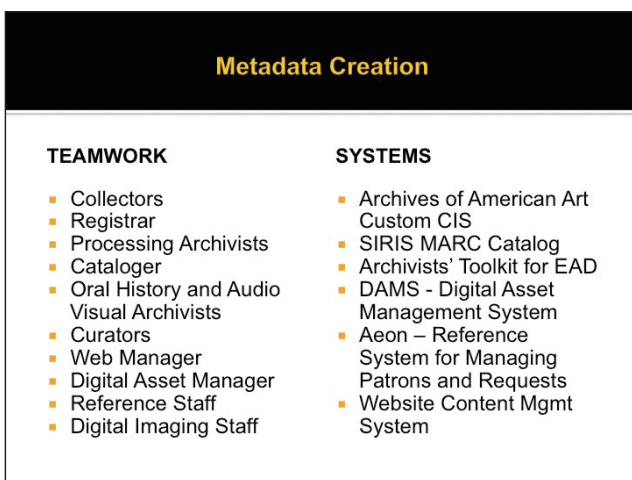 Metadata Creation
TEAMWORK
Collectors
Registrar
Processing Archivists
Cataloger
Oral History and Audio
Visual Archivists
Curators
Web Manager
Digital Asset Manager
Reference Staff
Digital Imaging Staff
SYSTEMS
Archives of American Art
Custom CIS
SIRIS MARC Catalog
Archivists' Toolkit for EAD
DAMS - Digital Asset
Management System
Aeon – Reference
System for Managing
Patrons and Requests
Website Content Mgmt
System